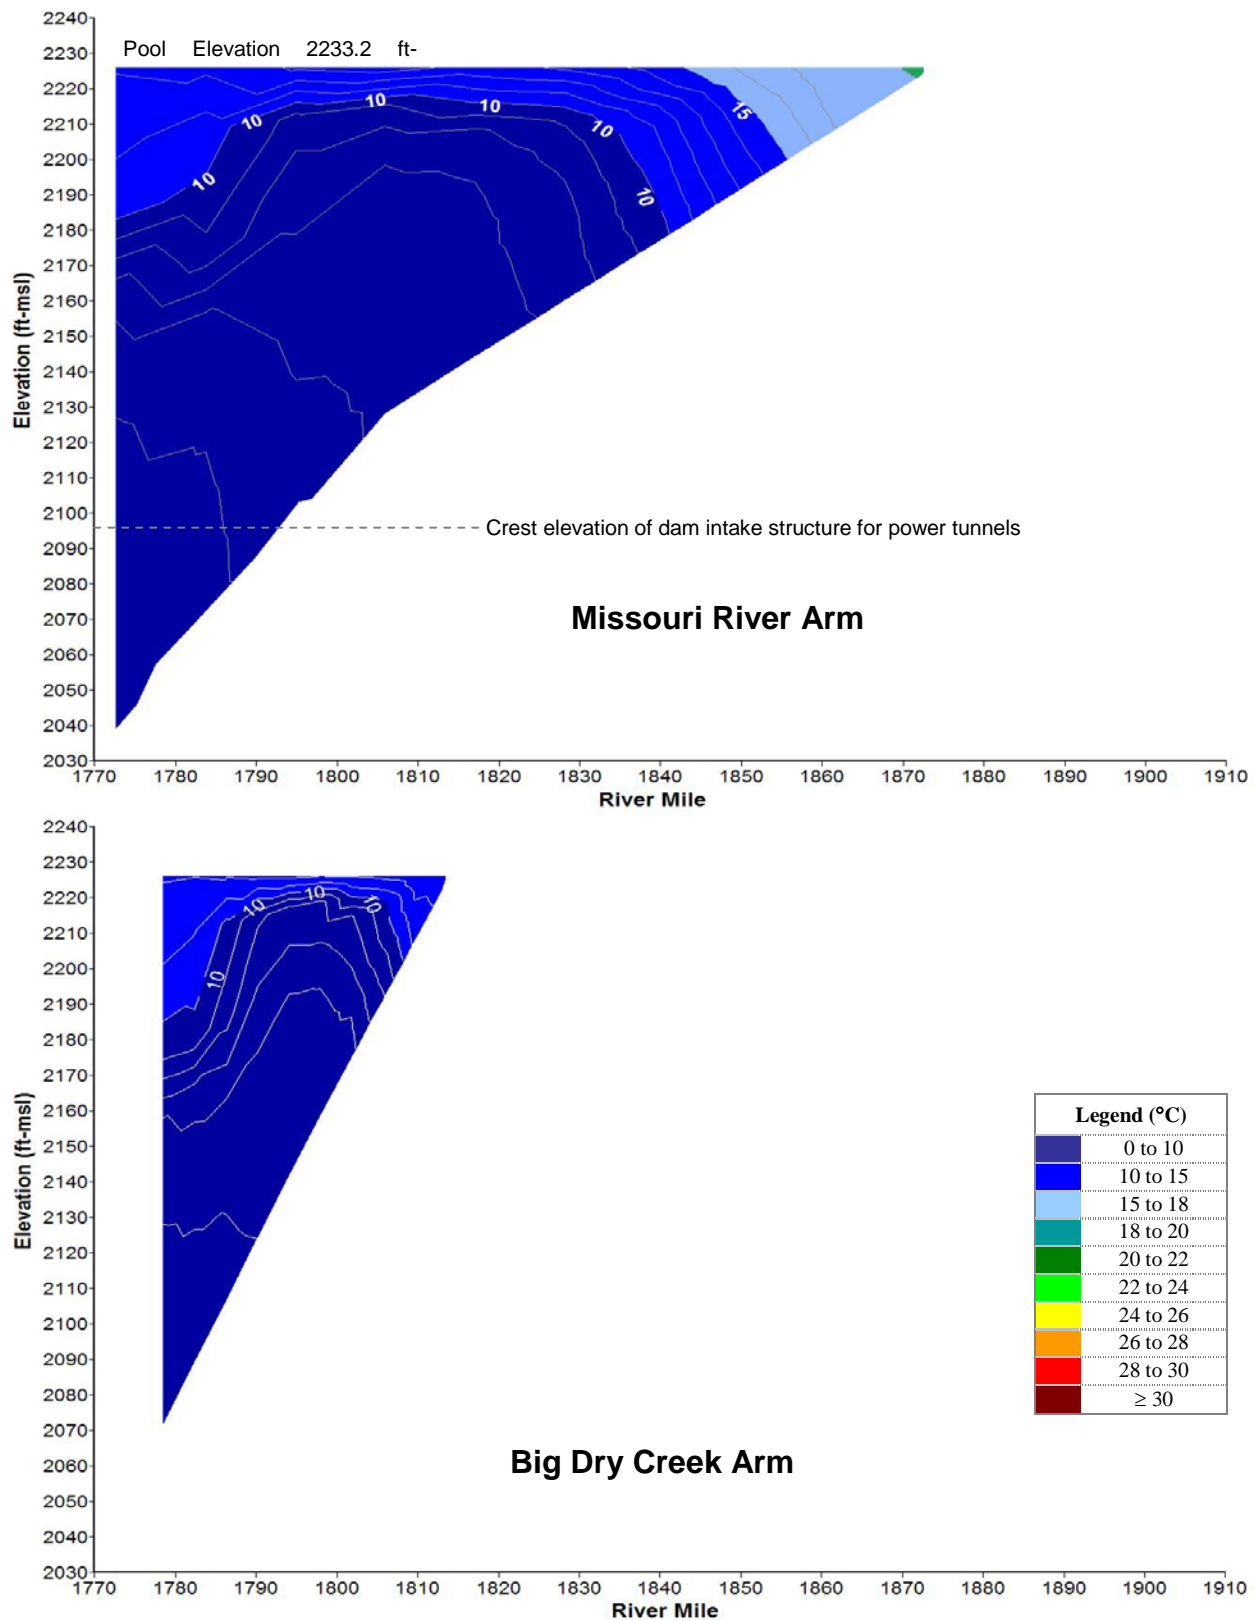 2240
Pool Elevation 2233.2 ft-
2230
2220
2210
2200
2190
2180
2170
2160
2150
2140
2130
2120
2110
2100
2090
2080
2070
2060
2050
2040
2030
Elevation (ft-msl)
10
10
10
10
10
10
15
Crest elevation of dam intake structure for power tunnels
Missouri River Arm
1770 1780 1790 1800 1810 1820 1830 1840 1850 1860 1870 1880 1890 1900 1910
River Mile
2240
2230
2220
2210
2200
2190
2180
2170
2160
2150
2140
2130
2120
2110
2100
2090
2080
2070
2060
2050
2040
2030
Elevation (ft-msl)
10
10
10
10
Legend (°C)
0 to 10
10 to 15
15 to 18
18 to 20
20 to 22
22 to 24
24 to 26
26 to 28
28 to 30
≥ 30
Big Dry Creek Arm
1770 1780 1790 1800 1810 1820 1830 1840 1850 1860 1870 1880 1890 1900 1910
River Mile